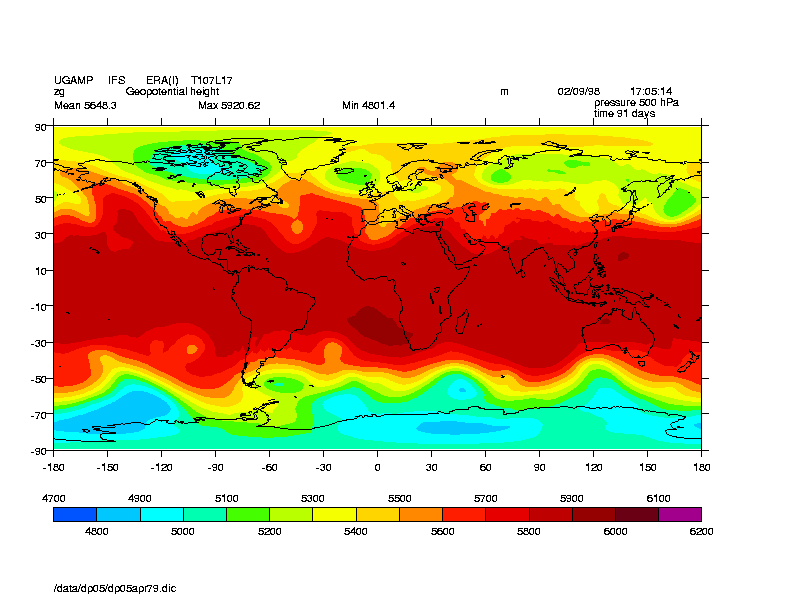 UGAMP IFS ERA(I) T107L17
zg Geopotential height m 02/09/98 17:05:14
Mean 5648.3 Max 5920.62 Min 4801.4 pressure 500 hPa
time 91 days
90
70
50
30
10
-10
-30
-50
-70
-90
-180 -150 -120 -90 -60 -30 0 30 60 90 120 150 180
4700 4900 5100 5300 5500 5700 5900 6100
4800 5000 5200 5400 5600 5800 6000 6200
/data/dp05/dp05apr79.dic